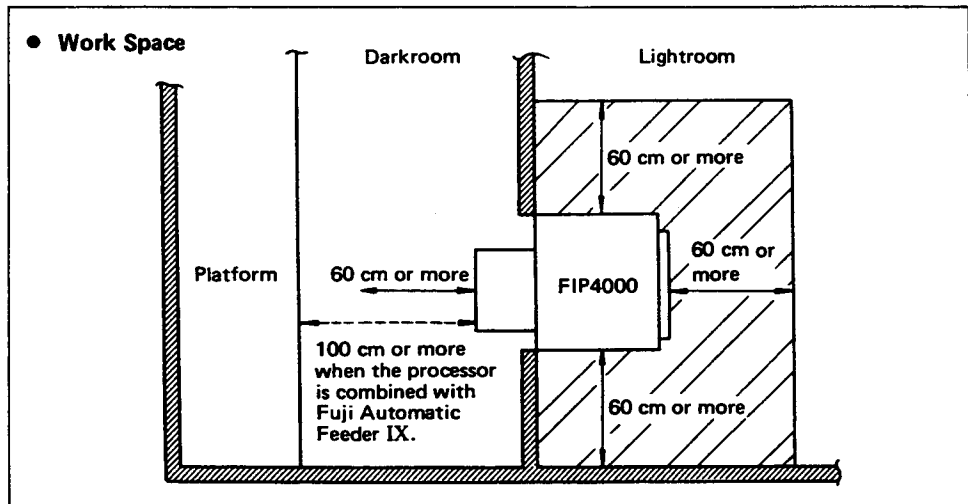 ● Work Space
Darkroom
Lightroom
60 cm or more
Platform
60 cm or more
FIP4000
60 cm or
more
100 cm or more
when the processor
is combined with
Fuji Automatic
Feeder IX.
60 cm or more